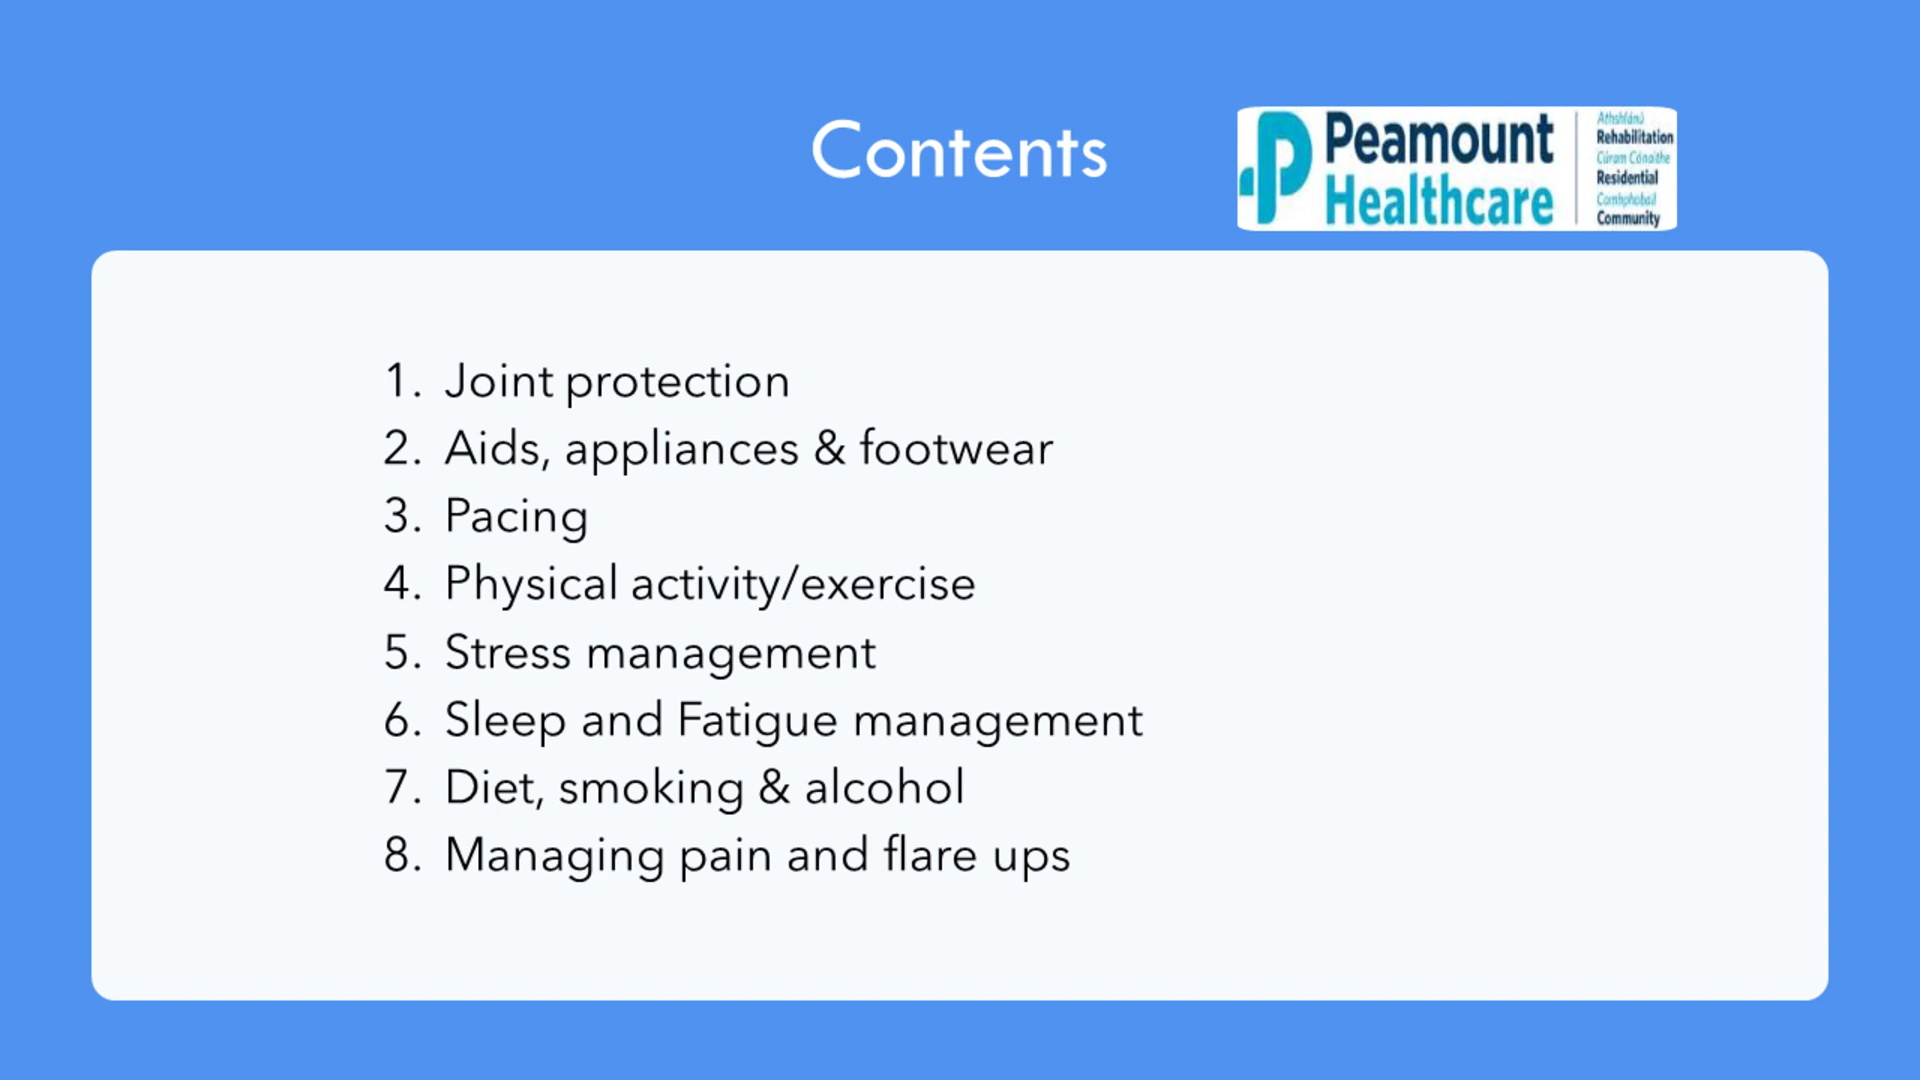 Contents
Peamount
Healthcare
Athshlánú
Rehabilitation
Cúram Cónaithe
Residential
Comhphobail
Community
1. Joint protection
2. Aids, appliances & footwear
3. Pacing
4. Physical activity/exercise
5. Stress management
6. Sleep and Fatigue management
7. Diet, smoking & alcohol
8. Managing pain and flare ups